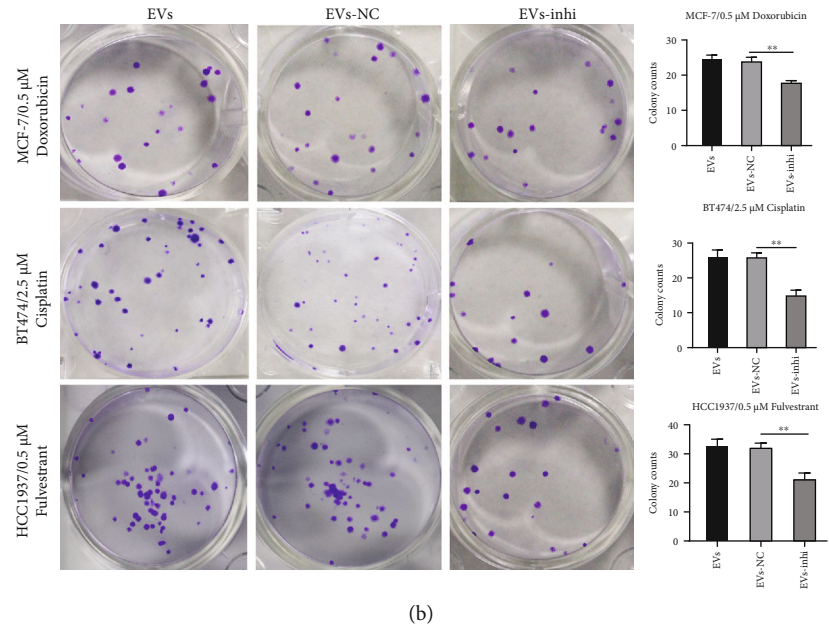 EVs EVs-NC EVs-inhi
MCF-7/0.5 μM
Doxorubicin
MCF-7/0.5 μM Doxorubicin
Colony counts
30
20
10
0
**
EVs
EVs-NC
EVs-inhi
BT474/2.5 μM
Cisplatin
BT474/2.5 μM Cisplatin
Colony counts
30
20
10
0
**
EVs
EVs-NC
EVs-inhi
HCC1937/0.5 μM
Fulvestrant
HCC1937/0.5 μM Fulvestrant
Colony counts
40
30
20
10
0
**
EVs
EVs-NC
EVs-inhi
(b)